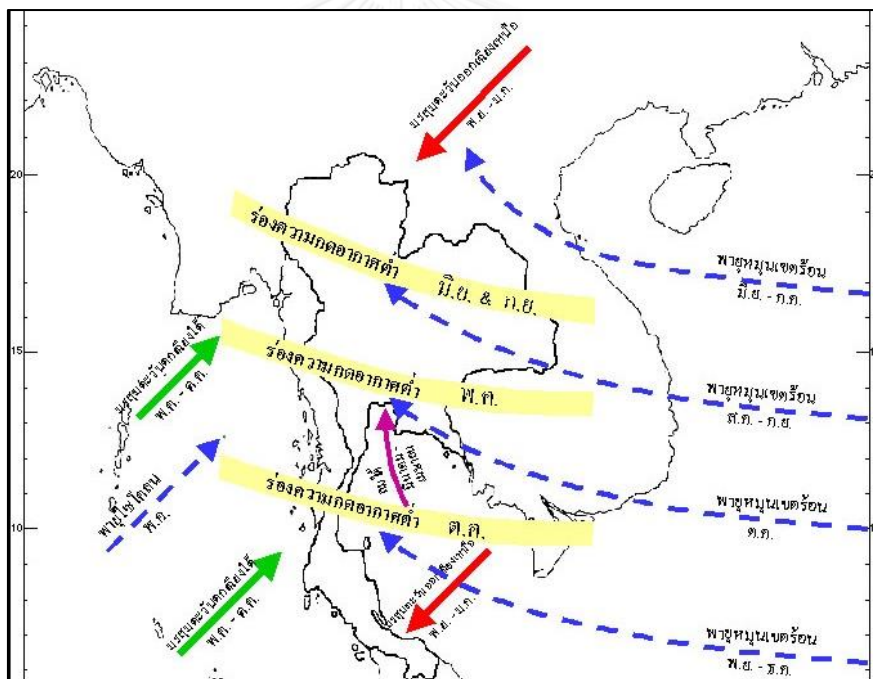 มรสุมตะวันออกเฉียงเหนือ
พ.ย. - ม.ค.
20
ร่องความกดอากาศต่ำ มิ.ย. & ก.ย.
พายุหมุนเขตร้อน
มิ.ย. - ก.ค.
มรสุมตะวันตกเฉียงใต้
พ.ค. - ต.ค.
15
ร่องความกดอากาศต่ำ พ.ค.
พายุหมุนเขตร้อน
ส.ค. - ก.ย.
พายุไซโคลน
พ.ค.
ร่องความกดอากาศต่ำ ต.ค.
10
พายุหมุนเขตร้อน
ต.ค.
มรสุมตะวันตกเฉียงใต้
พ.ค. - ต.ค.
มรสุมตะวันออกเฉียงเหนือ
พ.ย. - ม.ค.
พายุหมุนเขตร้อน
พ.ย. - ธ.ค.